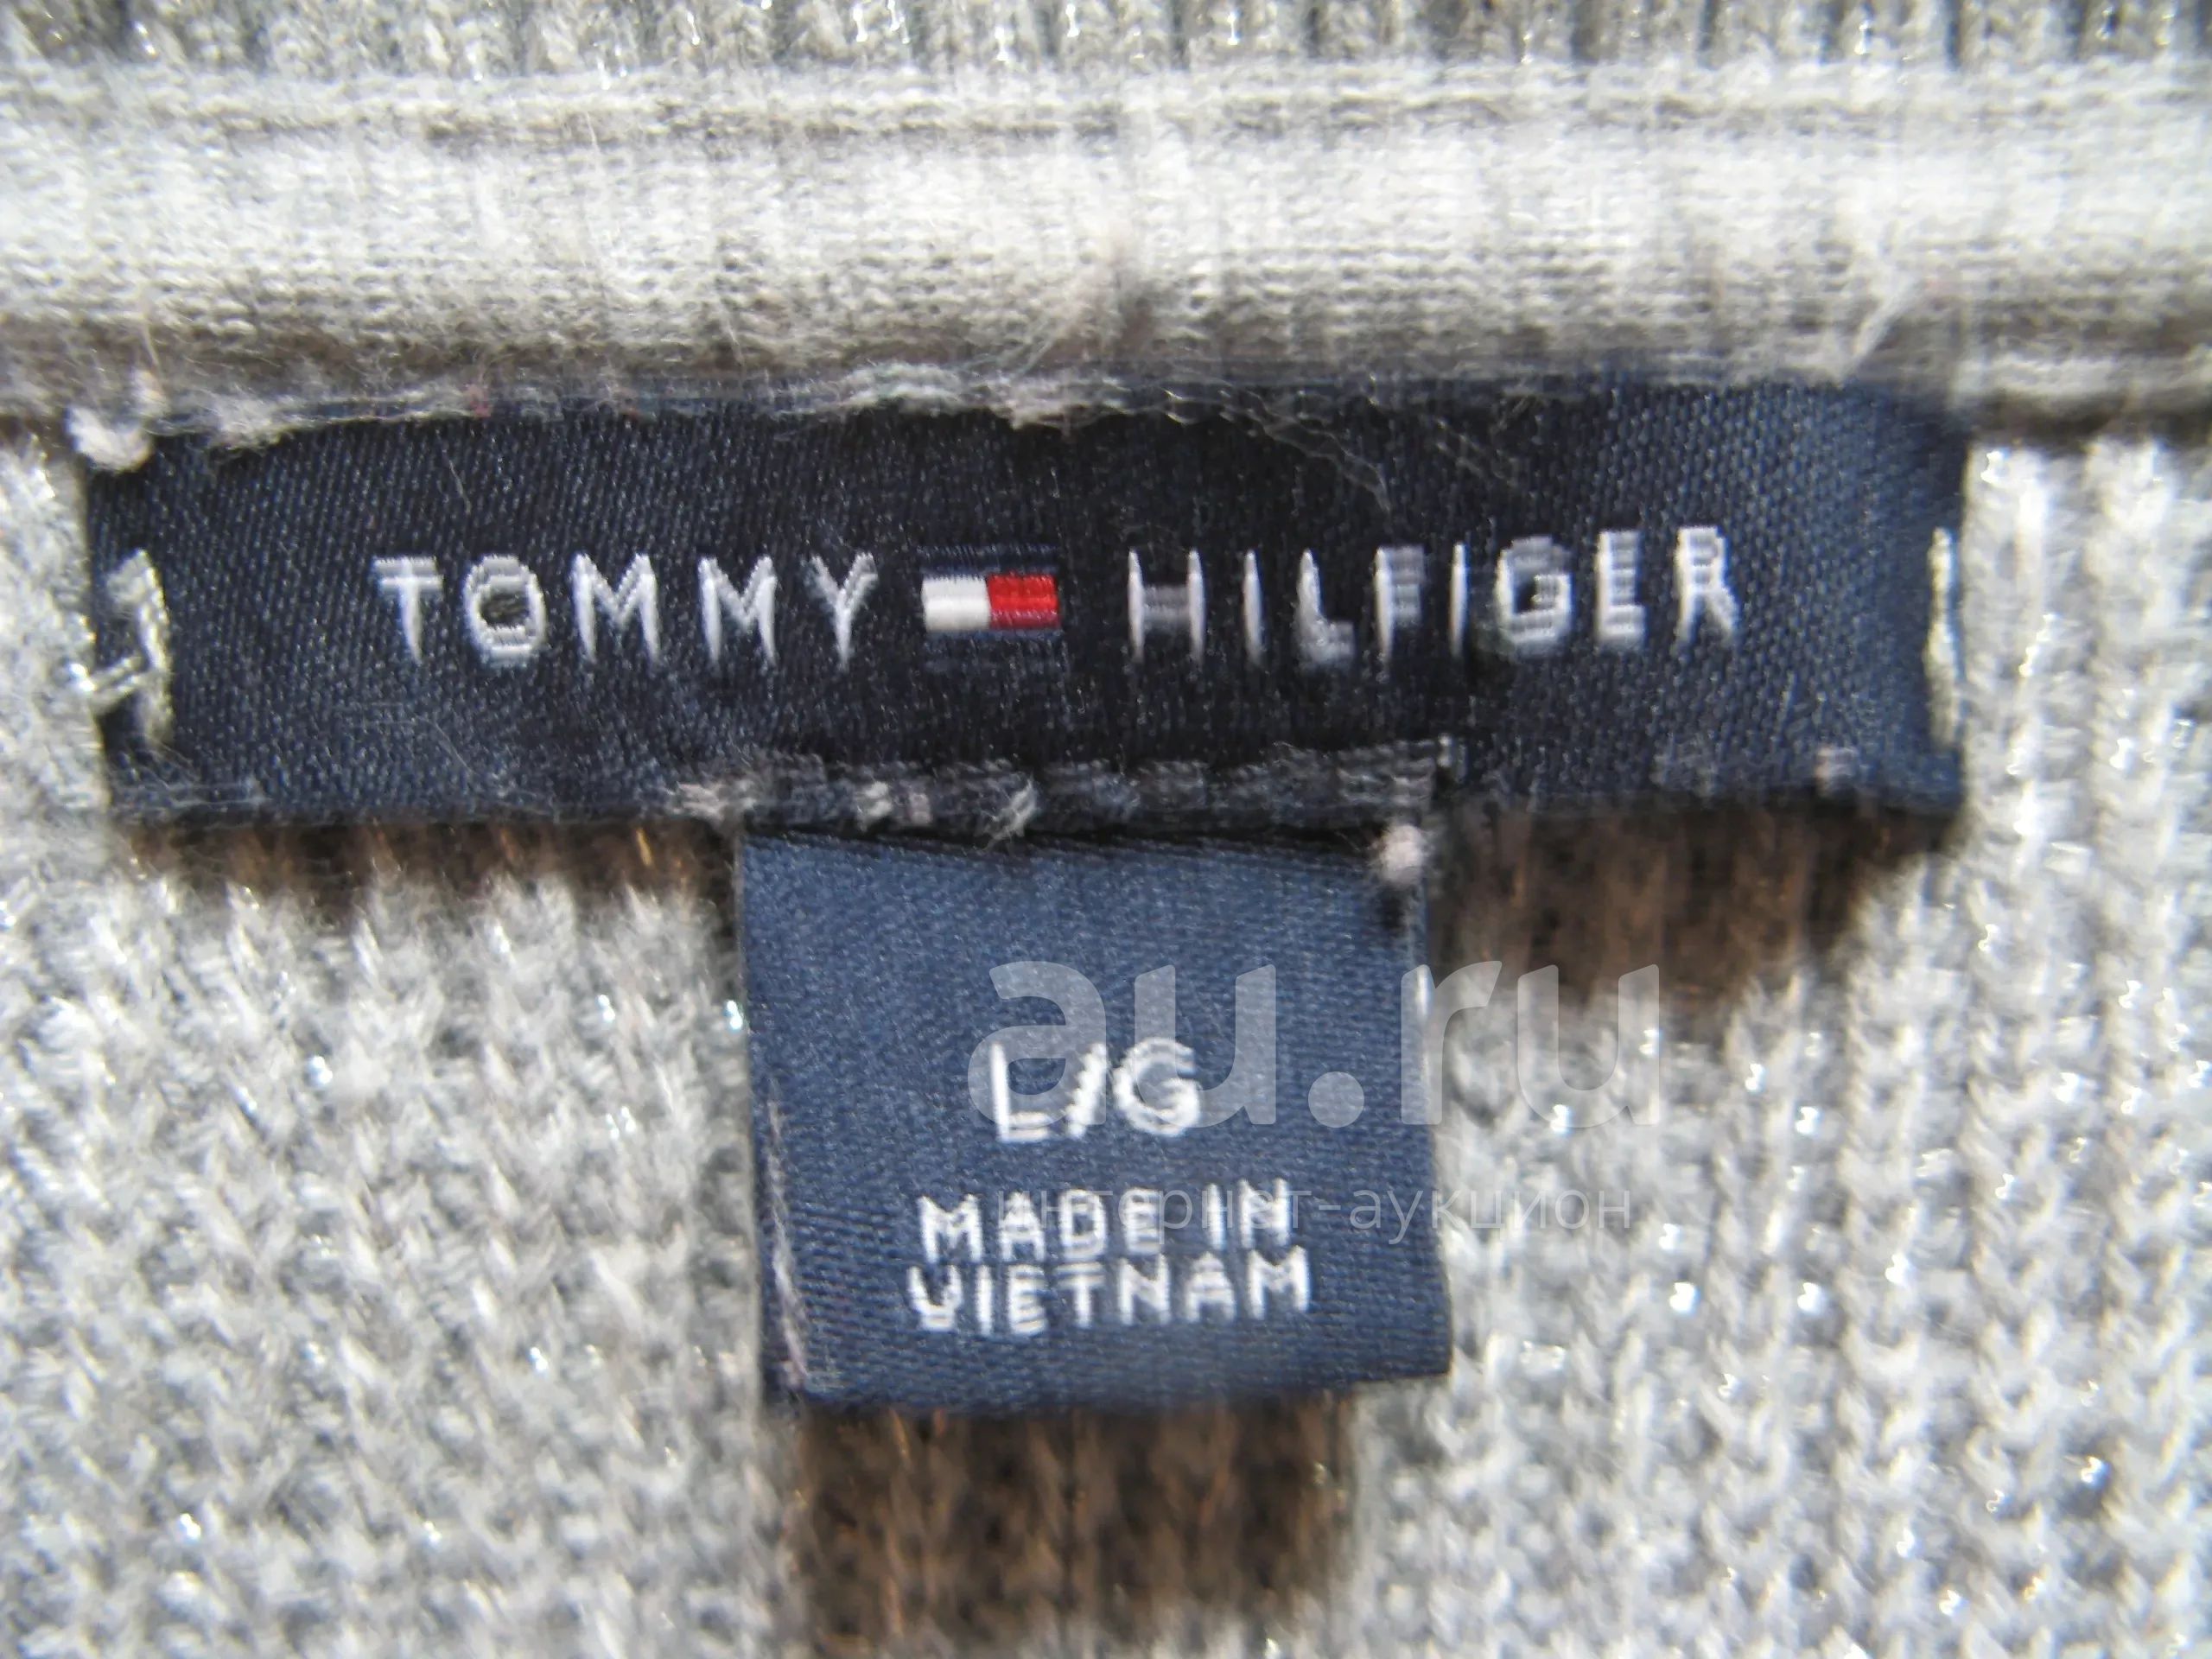 TOMMY HILFIGER
au.ru
L/G
интернет-аукцион
MADE IN
VIETNAM